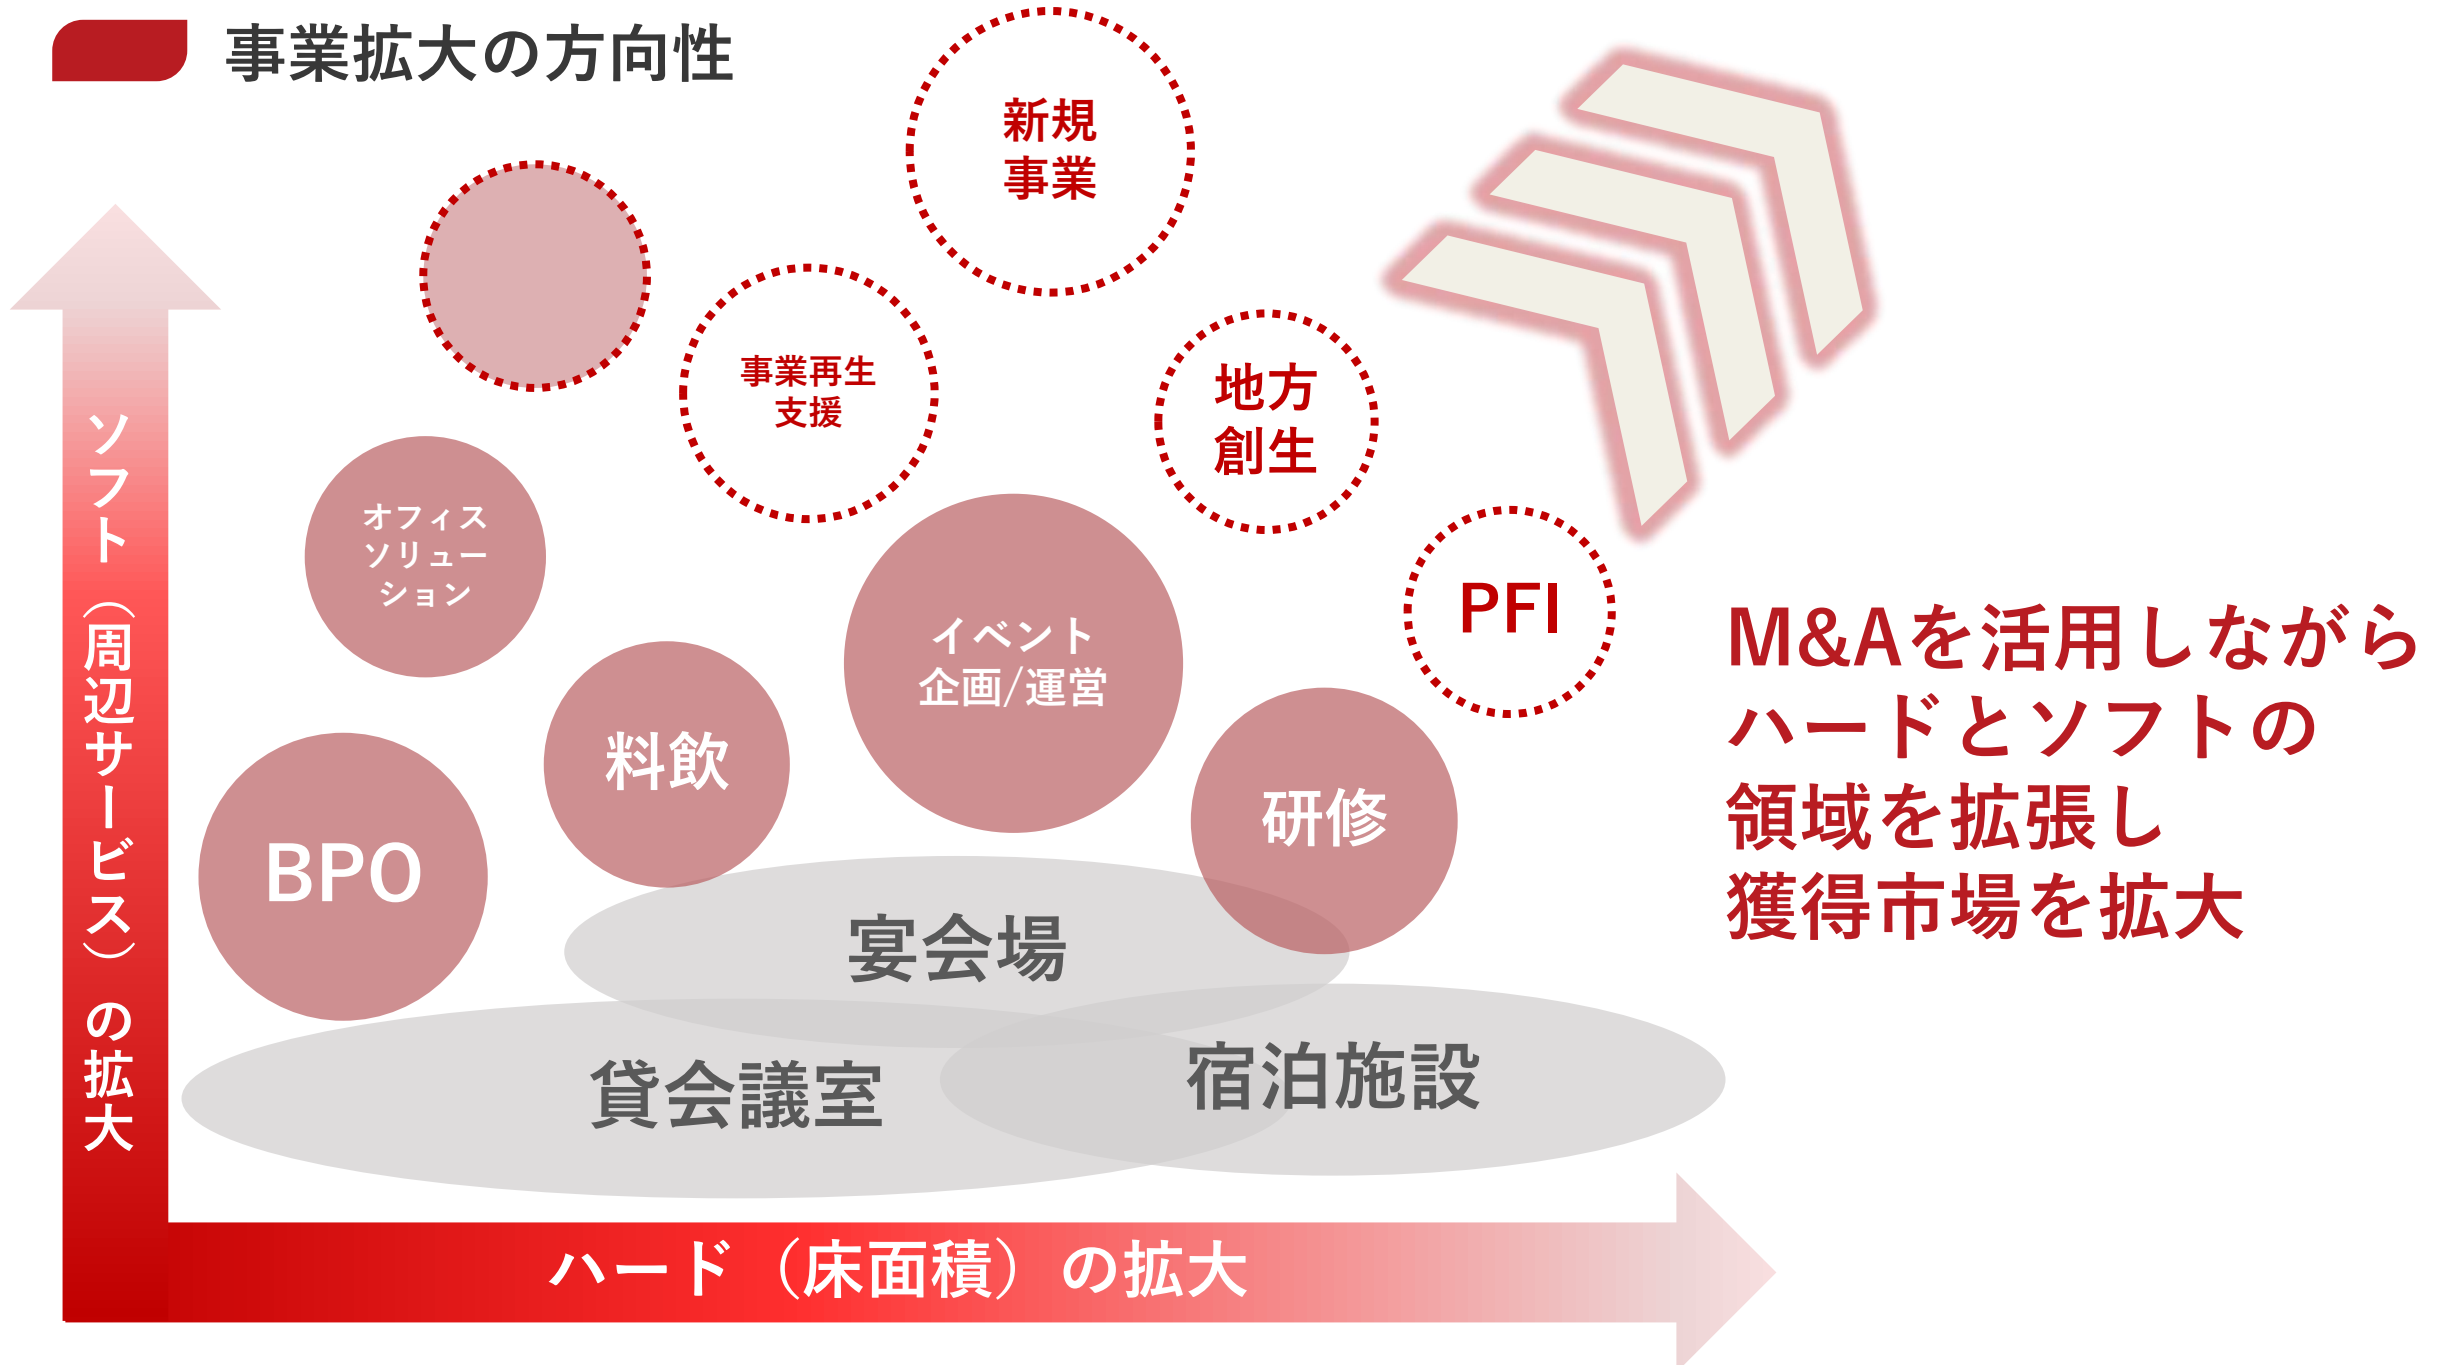 事業拡大の方向性
新規
事業
事業再生
支援
地方
創生
PFI
オフィス
ソリュー
ション
イベント
企画/運営
料飲
研修
BPO
宴会場
貸会議室
宿泊施設
ソフト（周辺サービス）の拡大
ハード（床面積）の拡大
M&Aを活用しながら
ハードとソフトの
領域を拡張し
獲得市場を拡大